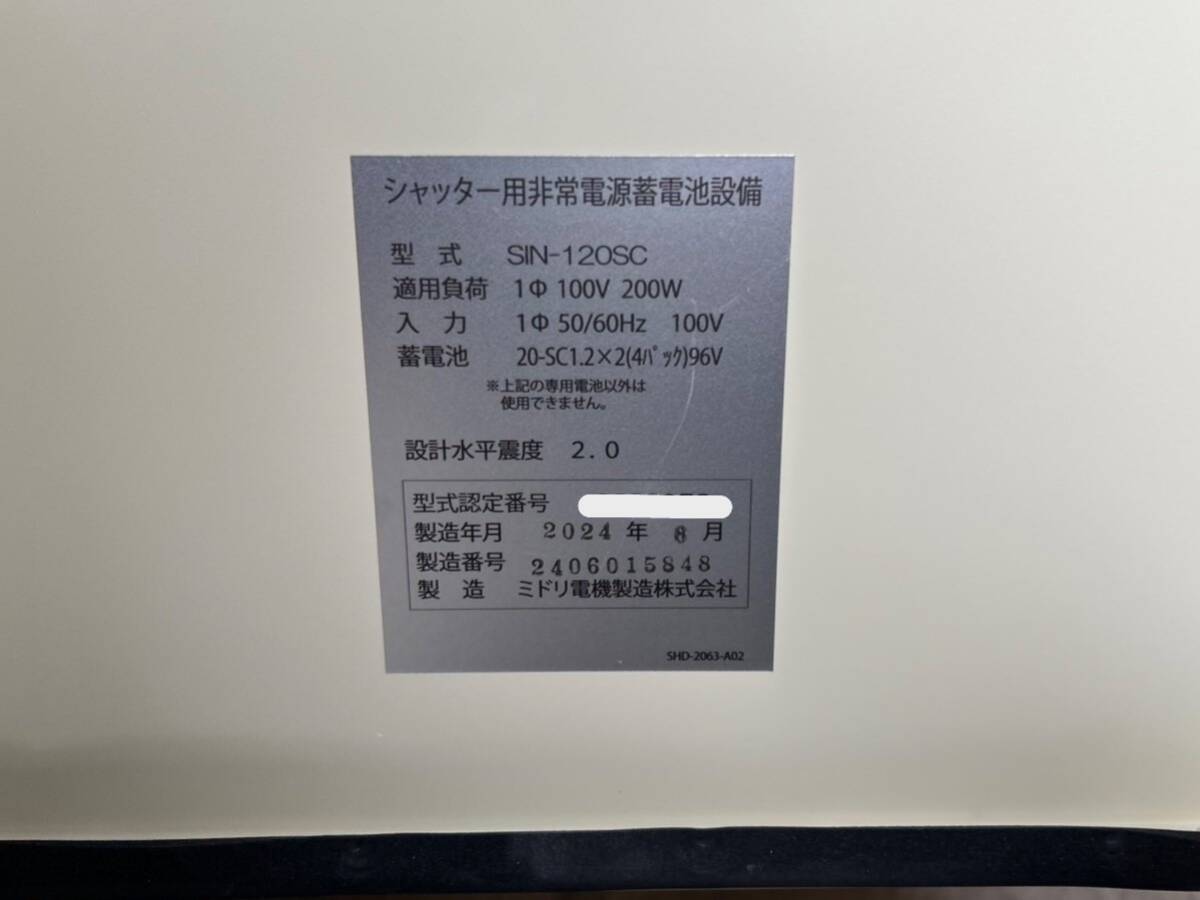 シャッター用非常電源蓄電池設備
型式 SIN-120SC
適用負荷 1Φ 100V 200W
入力 1Φ 50/60Hz 100V
蓄電池 20-SC1.2×2(4パック)96V
※上記の専用電池以外は
使用できません。
設計水平震度 2.0
型式認定番号
製造年月 2024年 6月
製造番号 2406015848
製造 ミドリ電機製造株式会社
SHD-2063-A02